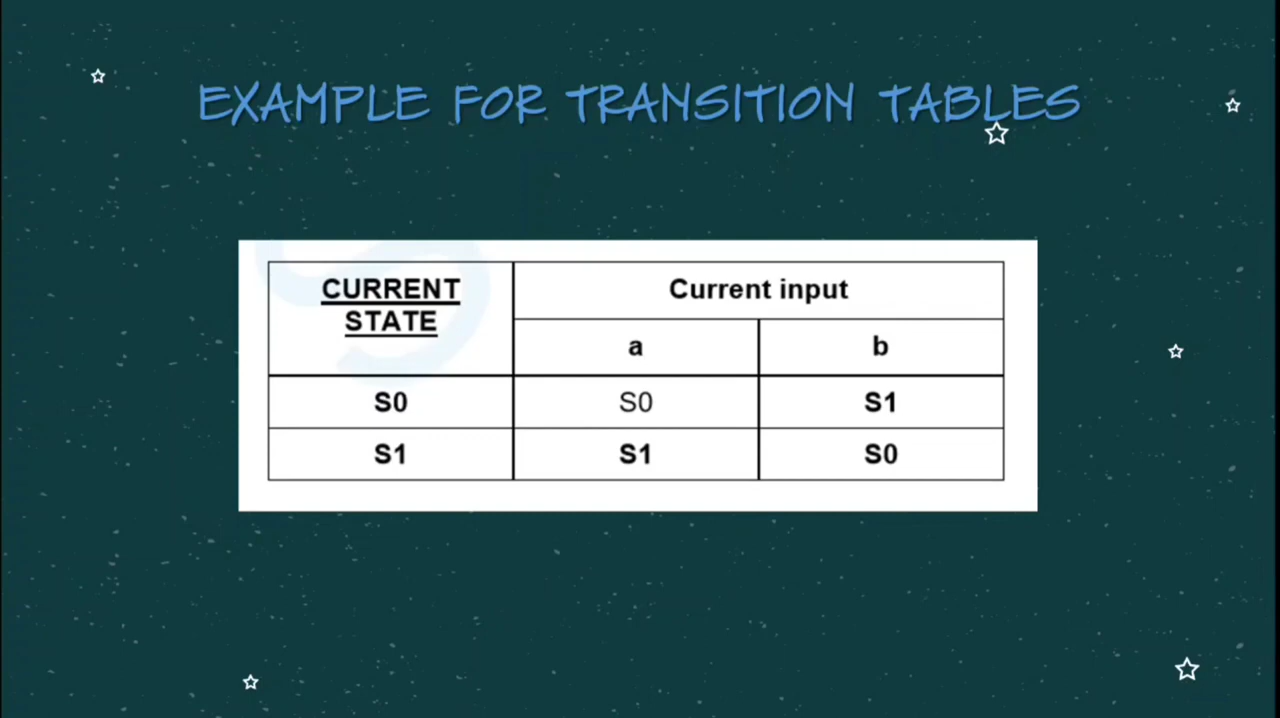 EXAMPLE FOR TRANSITION TABLES
CURRENT STATE Current input
a b
S0 S0 S1
S1 S1 S0